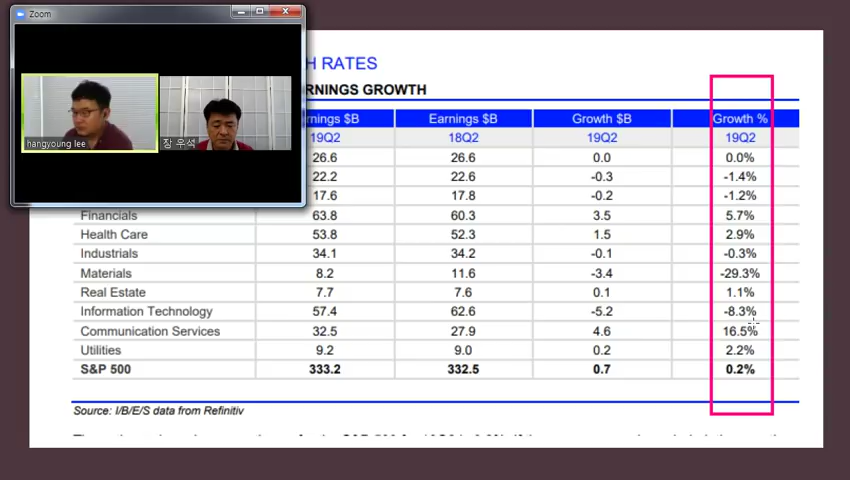 Zoom
hangyoung lee
장 우석
H RATES
RNINGS GROWTH
rnings $B Earnings $B Growth $B Growth %
19Q2 18Q2 19Q2 19Q2
26.6 26.6 0.0 0.0%
22.2 22.6 -0.3 -1.4%
17.6 17.8 -0.2 -1.2%
Financials 63.8 60.3 3.5 5.7%
Health Care 53.8 52.3 1.5 2.9%
Industrials 34.1 34.2 -0.1 -0.3%
Materials 8.2 11.6 -3.4 -29.3%
Real Estate 7.7 7.6 0.1 1.1%
Information Technology 57.4 62.6 -5.2 -8.3%
Communication Services 32.5 27.9 4.6 16.5%
Utilities 9.2 9.0 0.2 2.2%
S&P 500 333.2 332.5 0.7 0.2%
Source: I/B/E/S data from Refinitiv